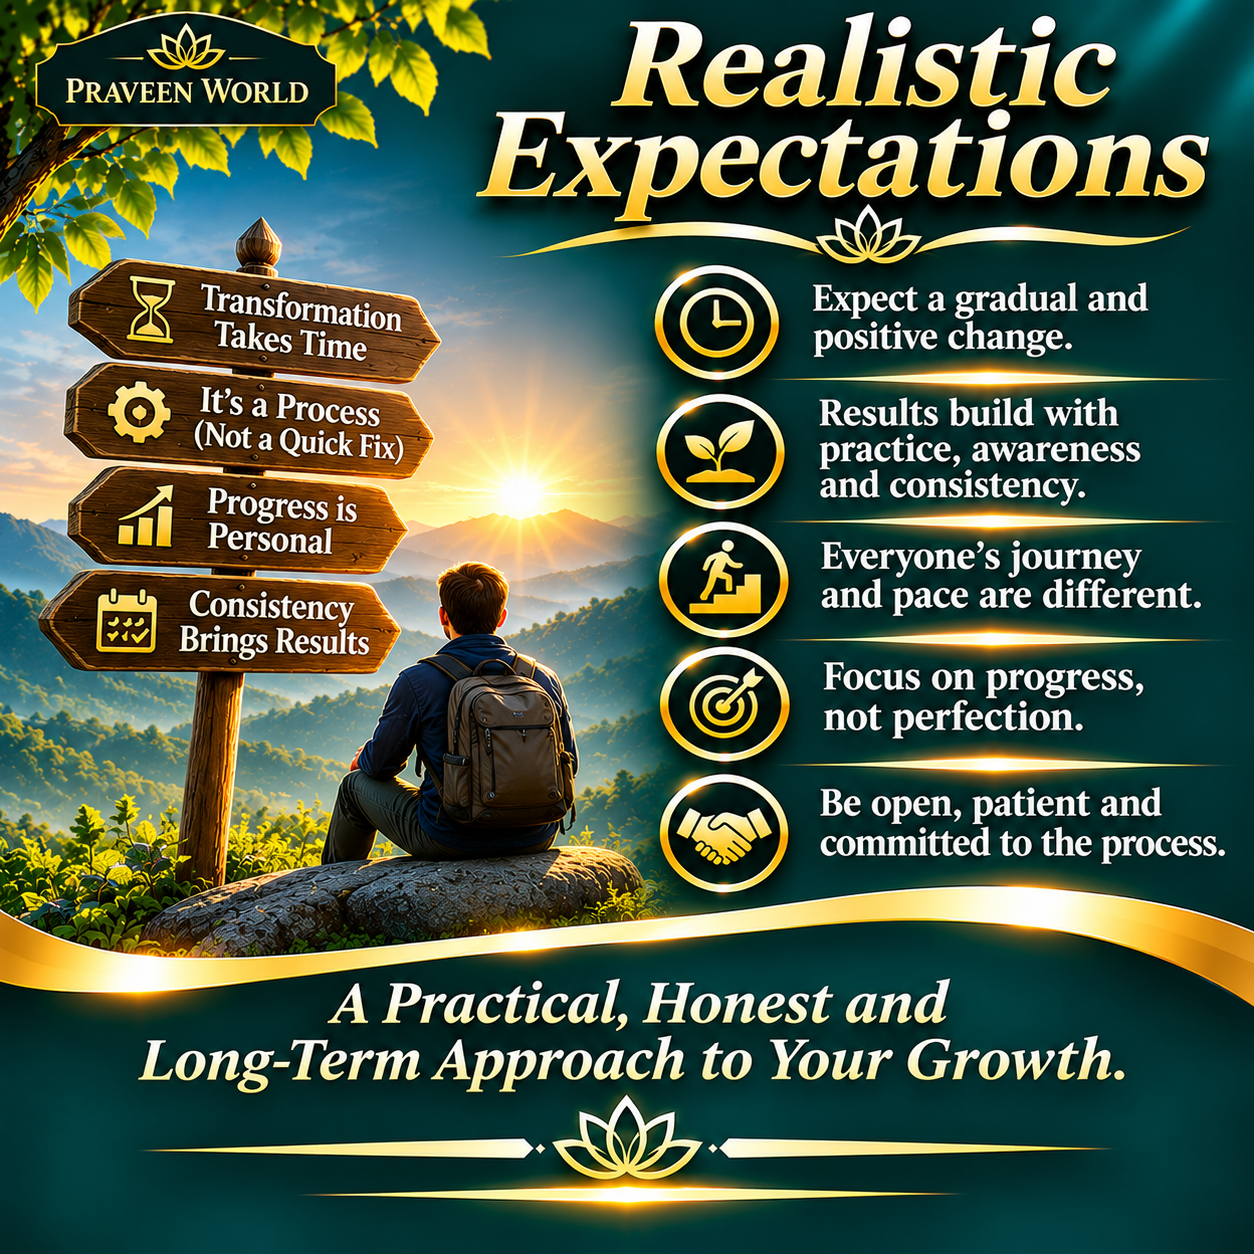 PRAVEEN WORLD
Realistic
Expectations
Transformation
Takes Time
It's a Process
(Not a Quick Fix)
Progress is
Personal
Consistency
Brings Results
Expect a gradual and
positive change.
Results build with
practice, awareness
and consistency.
Everyone's journey
and pace are different.
Focus on progress,
not perfection.
Be open, patient and
committed to the process.
A Practical, Honest and
Long-Term Approach to Your Growth.